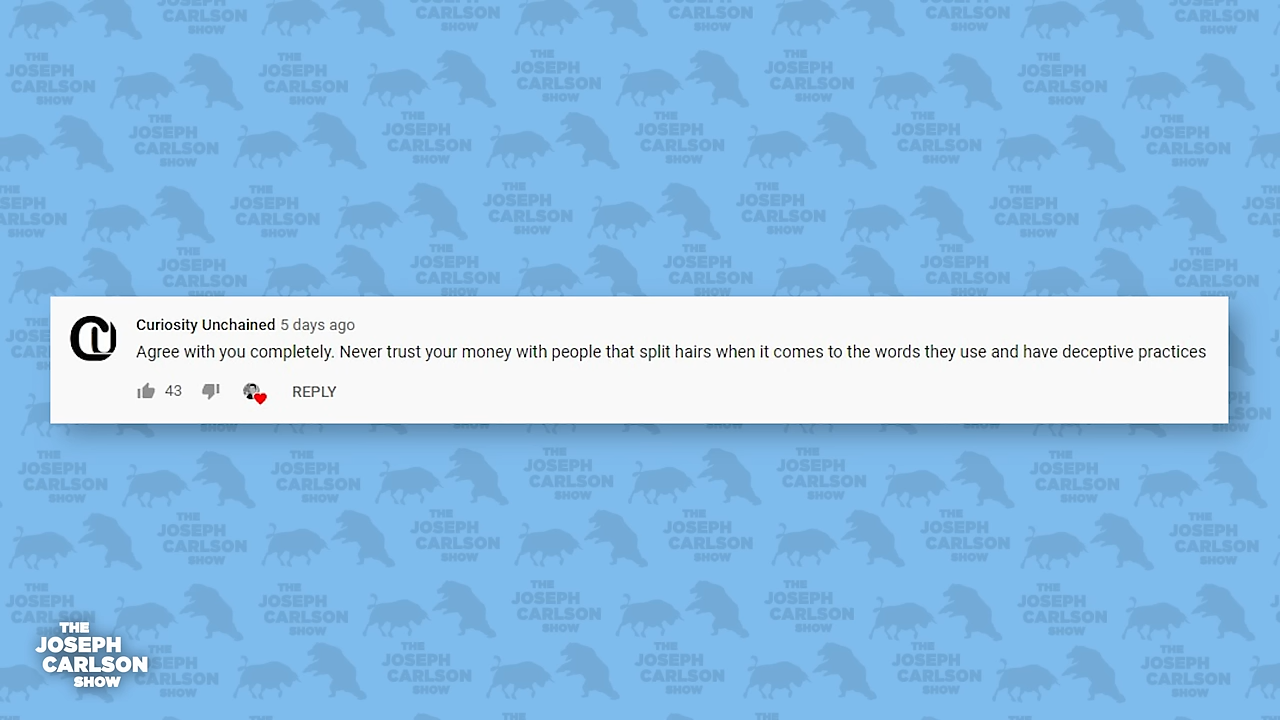 Curiosity Unchained 5 days ago
Agree with you completely. Never trust your money with people that split hairs when it comes to the words they use and have deceptive practices
43
REPLY
THE
JOSEPH
CARLSON
SHOW